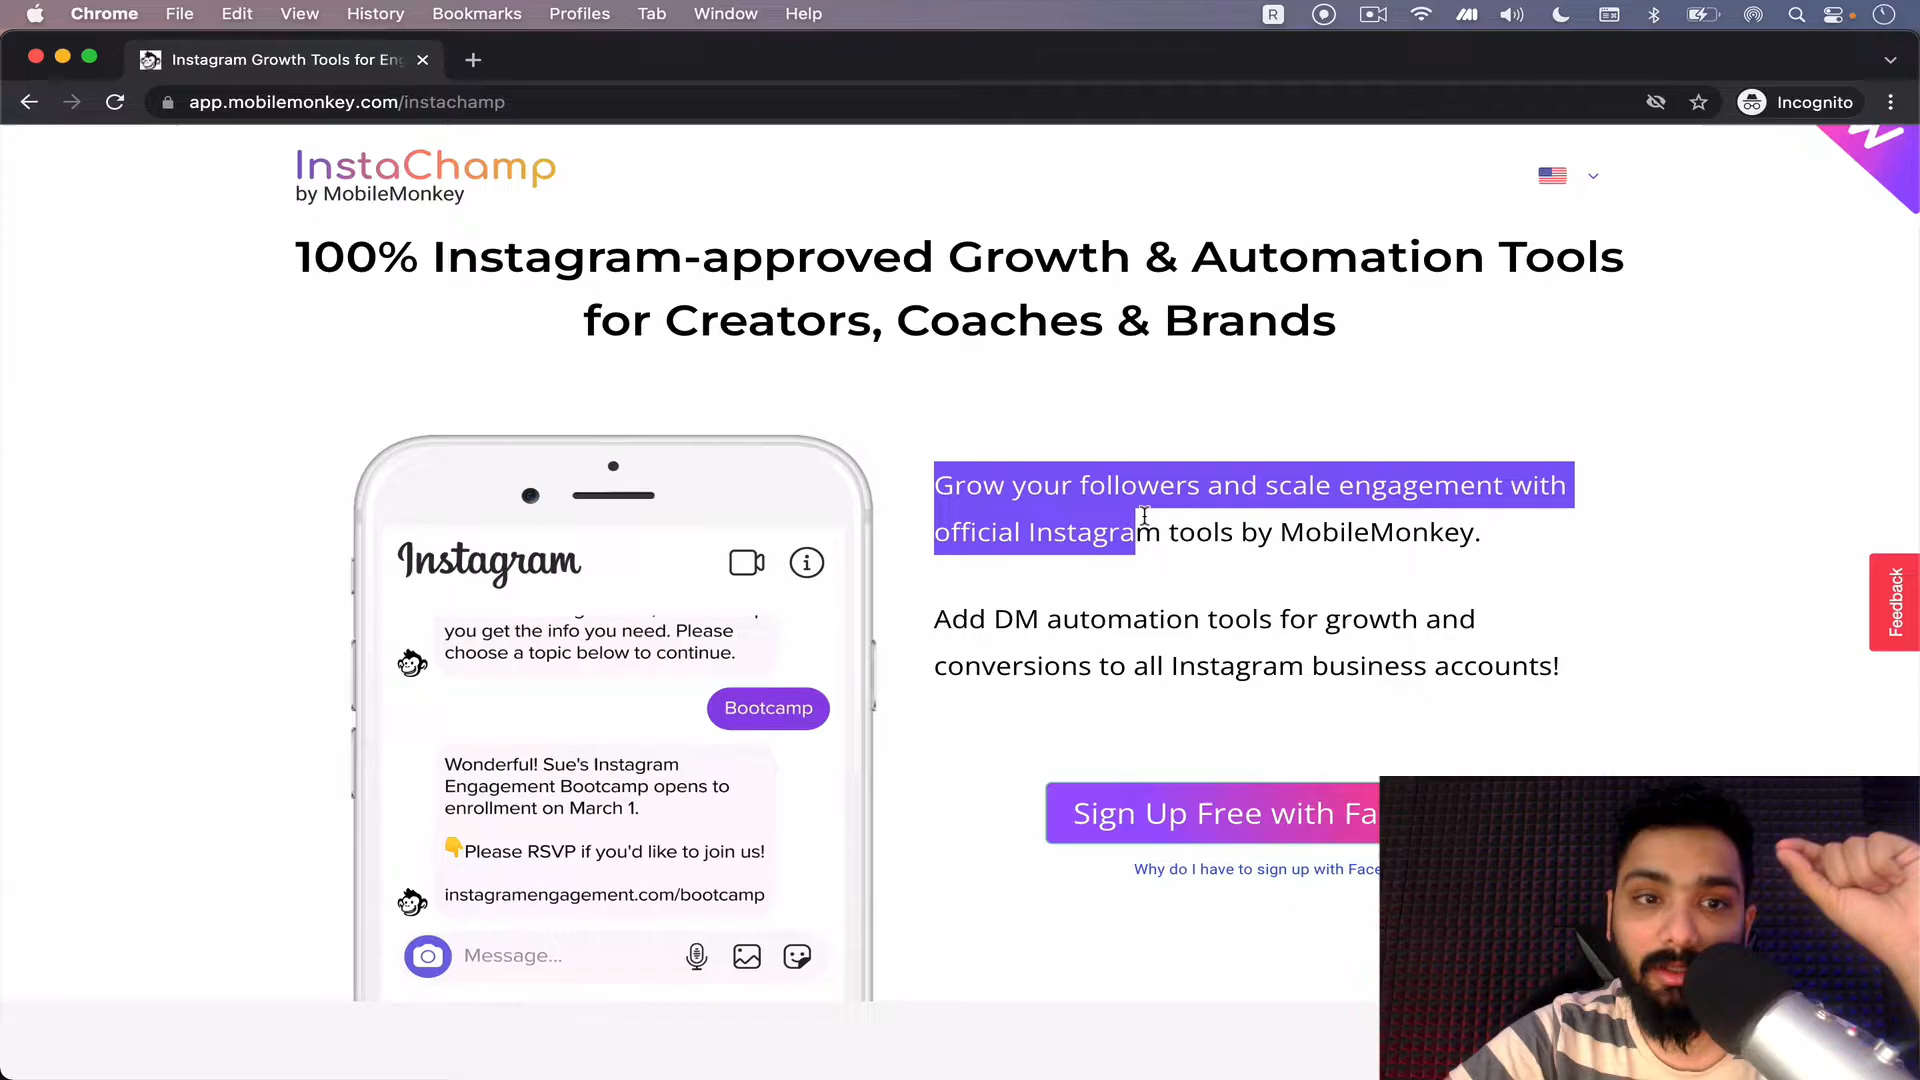 Chrome File Edit View History Bookmarks Profiles Tab Window Help
Instagram Growth Tools for Eng
app.mobilemonkey.com/instachamp
Incognito
InstaChamp
by MobileMonkey
100% Instagram-approved Growth & Automation Tools
for Creators, Coaches & Brands
Grow your followers and scale engagement with
official Instagram tools by MobileMonkey.
Add DM automation tools for growth and
conversions to all Instagram business accounts!
Sign Up Free with Fa
Why do I have to sign up with Face
Feedback
Instagram
you get the info you need. Please
choose a topic below to continue.
Bootcamp
Wonderful! Sue's Instagram
Engagement Bootcamp opens to
enrollment on March 1.
👇Please RSVP if you'd like to join us!
instagramengagement.com/bootcamp
Message...